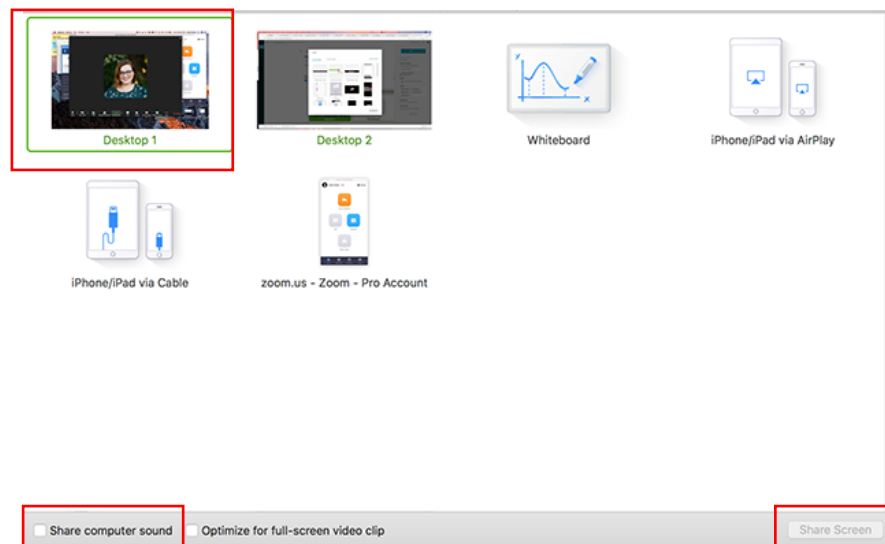 Desktop 1
Desktop 2
Whiteboard
iPhone/iPad via AirPlay
iPhone/iPad via Cable
zoom.us - Zoom - Pro Account
Share computer sound
Optimize for full-screen video clip
Share Screen